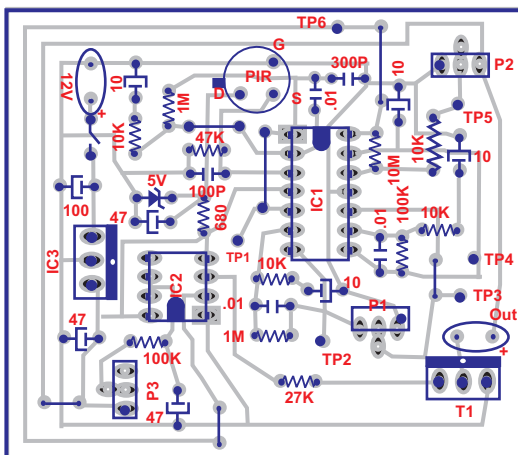 TP6
G
P2
12V
10
PIR
300P
10
1M
D
S
.01
TP5
+
10K
47K
10K
10M
10
IC1
5V
100P
100
680
.01
100K
10K
47
IC3
TP1
TP4
10K
IC2
10
TP3
.01
P1
Out
47
1M
TP2
+
100K
P3
27K
T1
47